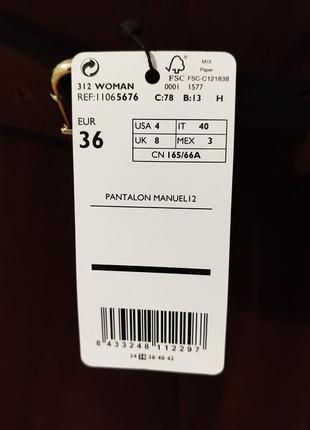 MIX
Paper
FSC FSC-C121838
312 WOMAN 0001 1577
REF:11065676 C:78 B:13 H
EUR
36
USA 4 IT 40
UK 8 MEX 3
CN 165/66A
PANTALON MANUEL12
8 433248 112297
34 36 38 40 42